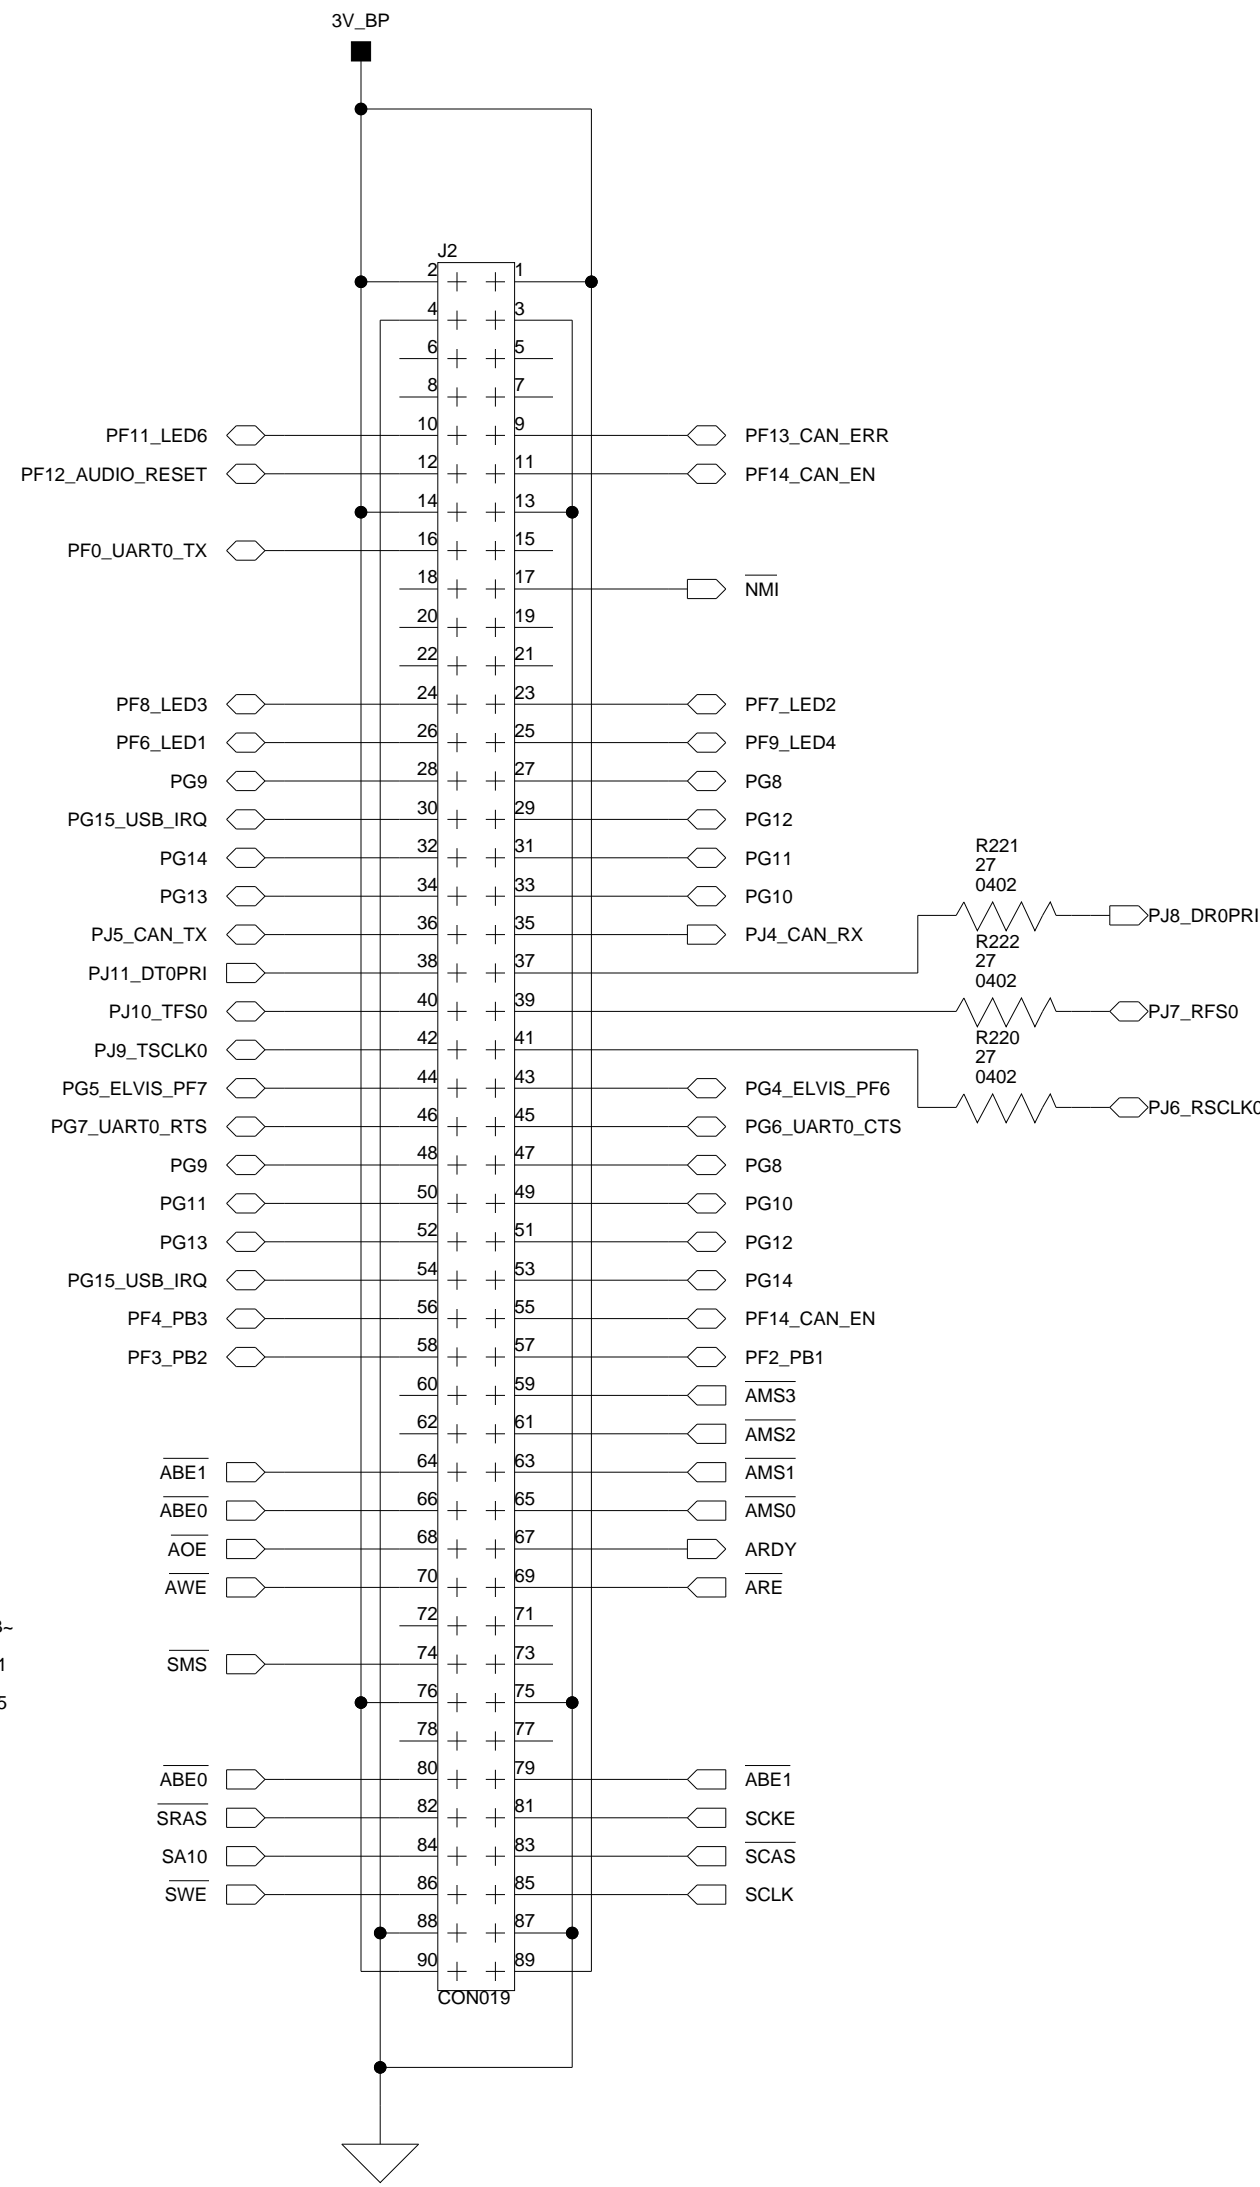 3V_BP
J2
2 1
4 3
6 5
8 7
PF11_LED6 10 9 PF13_CAN_ERR
PF12_AUDIO_RESET 12 11 PF14_CAN_EN
14 13
PF0_UART0_TX 16 15
18 17 NMI
20 19
22 21
PF8_LED3 24 23 PF7_LED2
PF6_LED1 26 25 PF9_LED4
PG9 28 27 PG8
PG15_USB_IRQ 30 29 PG12
PG14 32 31 PG11
R221
27
0402
PG13 34 33 PG10
PJ8_DR0PRI
PJ5_CAN_TX 36 35 PJ4_CAN_RX
R222
27
0402
PJ11_DT0PRI 38 37
PJ10_TFS0 40 39 PJ7_RFS0
R220
27
0402
PJ9_TSCLK0 42 41
PG5_ELVIS_PF7 44 43 PG4_ELVIS_PF6
PJ6_RSCLK0
PG7_UART0_RTS 46 45 PG6_UART0_CTS
PG9 48 47 PG8
PG11 50 49 PG10
PG13 52 51 PG12
PG15_USB_IRQ 54 53 PG14
PF4_PB3 56 55 PF14_CAN_EN
PF3_PB2 58 57 PF2_PB1
60 59 AMS3
62 61 AMS2
ABE1 64 63 AMS1
ABE0 66 65 AMS0
AOE 68 67 ARDY
AWE 70 69 ARE
72 71
SMS 74 73
1
76 75
5
78 77
ABE0 80 79 ABE1
SRAS 82 81 SCKE
SA10 84 83 SCAS
SWE 86 85 SCLK
88 87
90 89
CON019